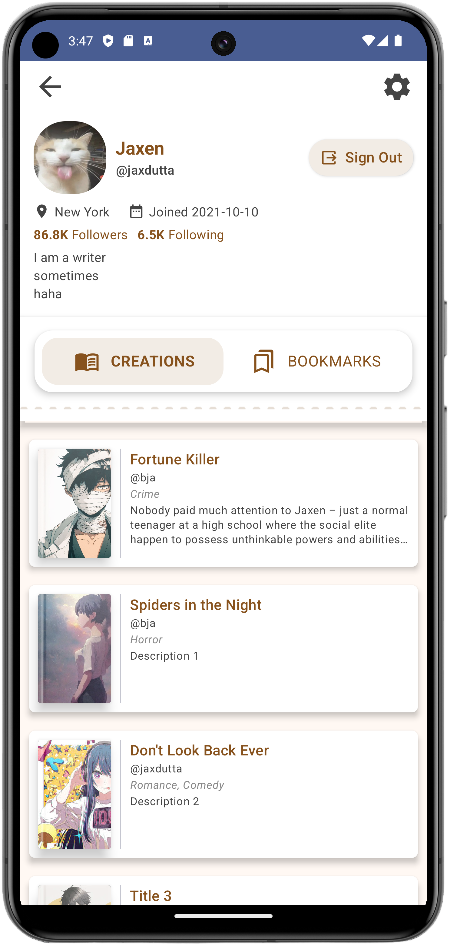 3:47
Jaxen
@jaxdutta
Sign Out
New York Joined 2021-10-10
86.8K Followers 6.5K Following
I am a writer
sometimes
haha
CREATIONS BOOKMARKS
Fortune Killer
@bja
Crime
Nobody paid much attention to Jaxen – just a normal
teenager at a high school where the social elite
happen to possess unthinkable powers and abilities...
Spiders in the Night
@bja
Horror
Description 1
Don't Look Back Ever
@jaxdutta
Romance, Comedy
Description 2
Title 3